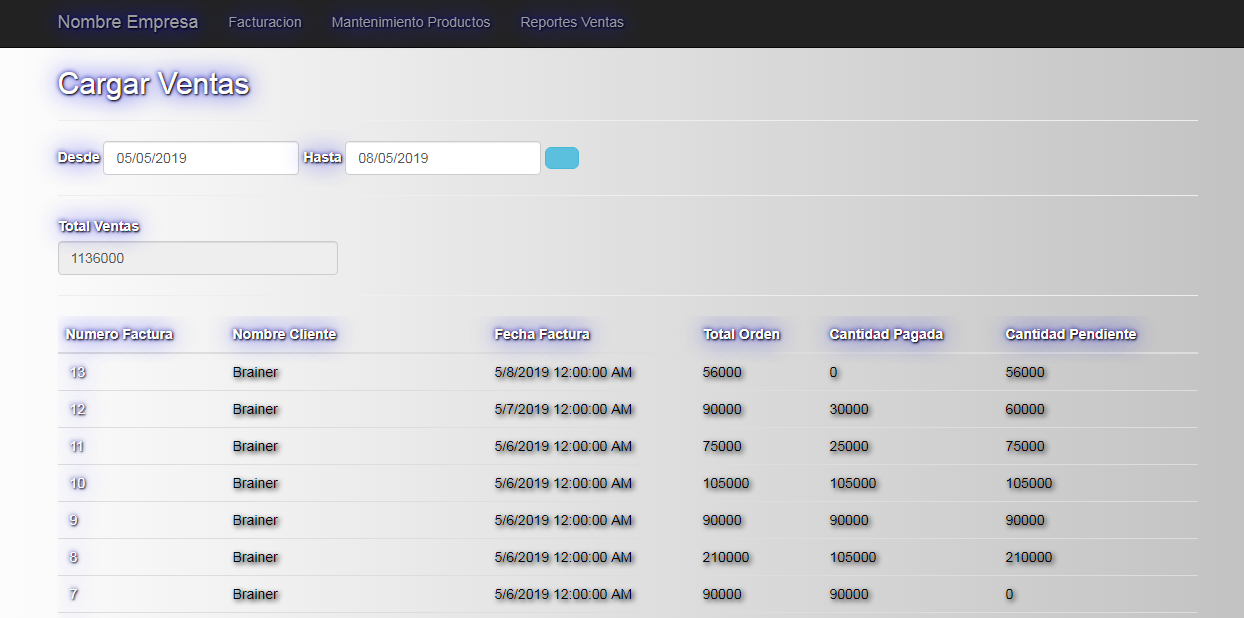 Nombre Empresa Facturacion Mantenimiento Productos Reportes Ventas
Cargar Ventas
Desde 05/05/2019 Hasta 08/05/2019
Total Ventas
1136000
Numero Factura Nombre Cliente Fecha Factura Total Orden Cantidad Pagada Cantidad Pendiente
13 Brainer 5/8/2019 12:00:00 AM 56000 0 56000
12 Brainer 5/7/2019 12:00:00 AM 90000 30000 60000
11 Brainer 5/6/2019 12:00:00 AM 75000 25000 75000
10 Brainer 5/6/2019 12:00:00 AM 105000 105000 105000
9 Brainer 5/6/2019 12:00:00 AM 90000 90000 90000
8 Brainer 5/6/2019 12:00:00 AM 210000 105000 210000
7 Brainer 5/6/2019 12:00:00 AM 90000 90000 0